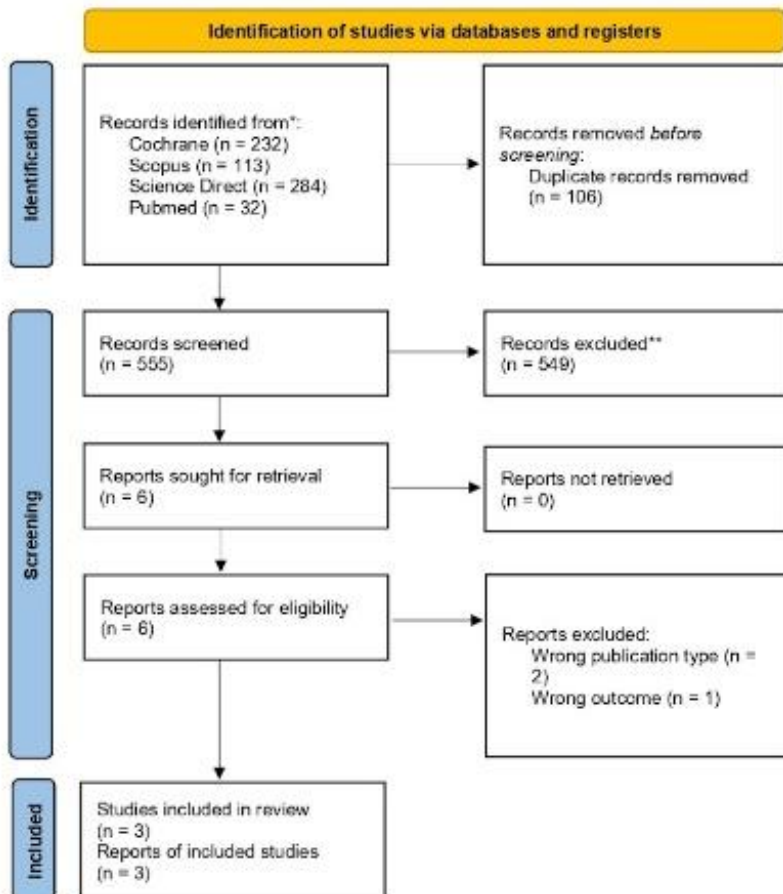 Identification of studies via databases and registers
Identification
Records identified from*:
Cochrane (n = 232)
Scopus (n = 113)
Science Direct (n = 284)
Pubmed (n = 32)
Records removed before
screening:
Duplicate records removed
(n = 106)
Screening
Records screened
(n = 555)
Records excluded**
(n = 549)
Reports sought for retrieval
(n = 6)
Reports not retrieved
(n = 0)
Reports assessed for eligibility
(n = 6)
Reports excluded:
Wrong publication type (n =
2)
Wrong outcome (n = 1)
Included
Studies included in review
(n = 3)
Reports of included studies
(n = 3)